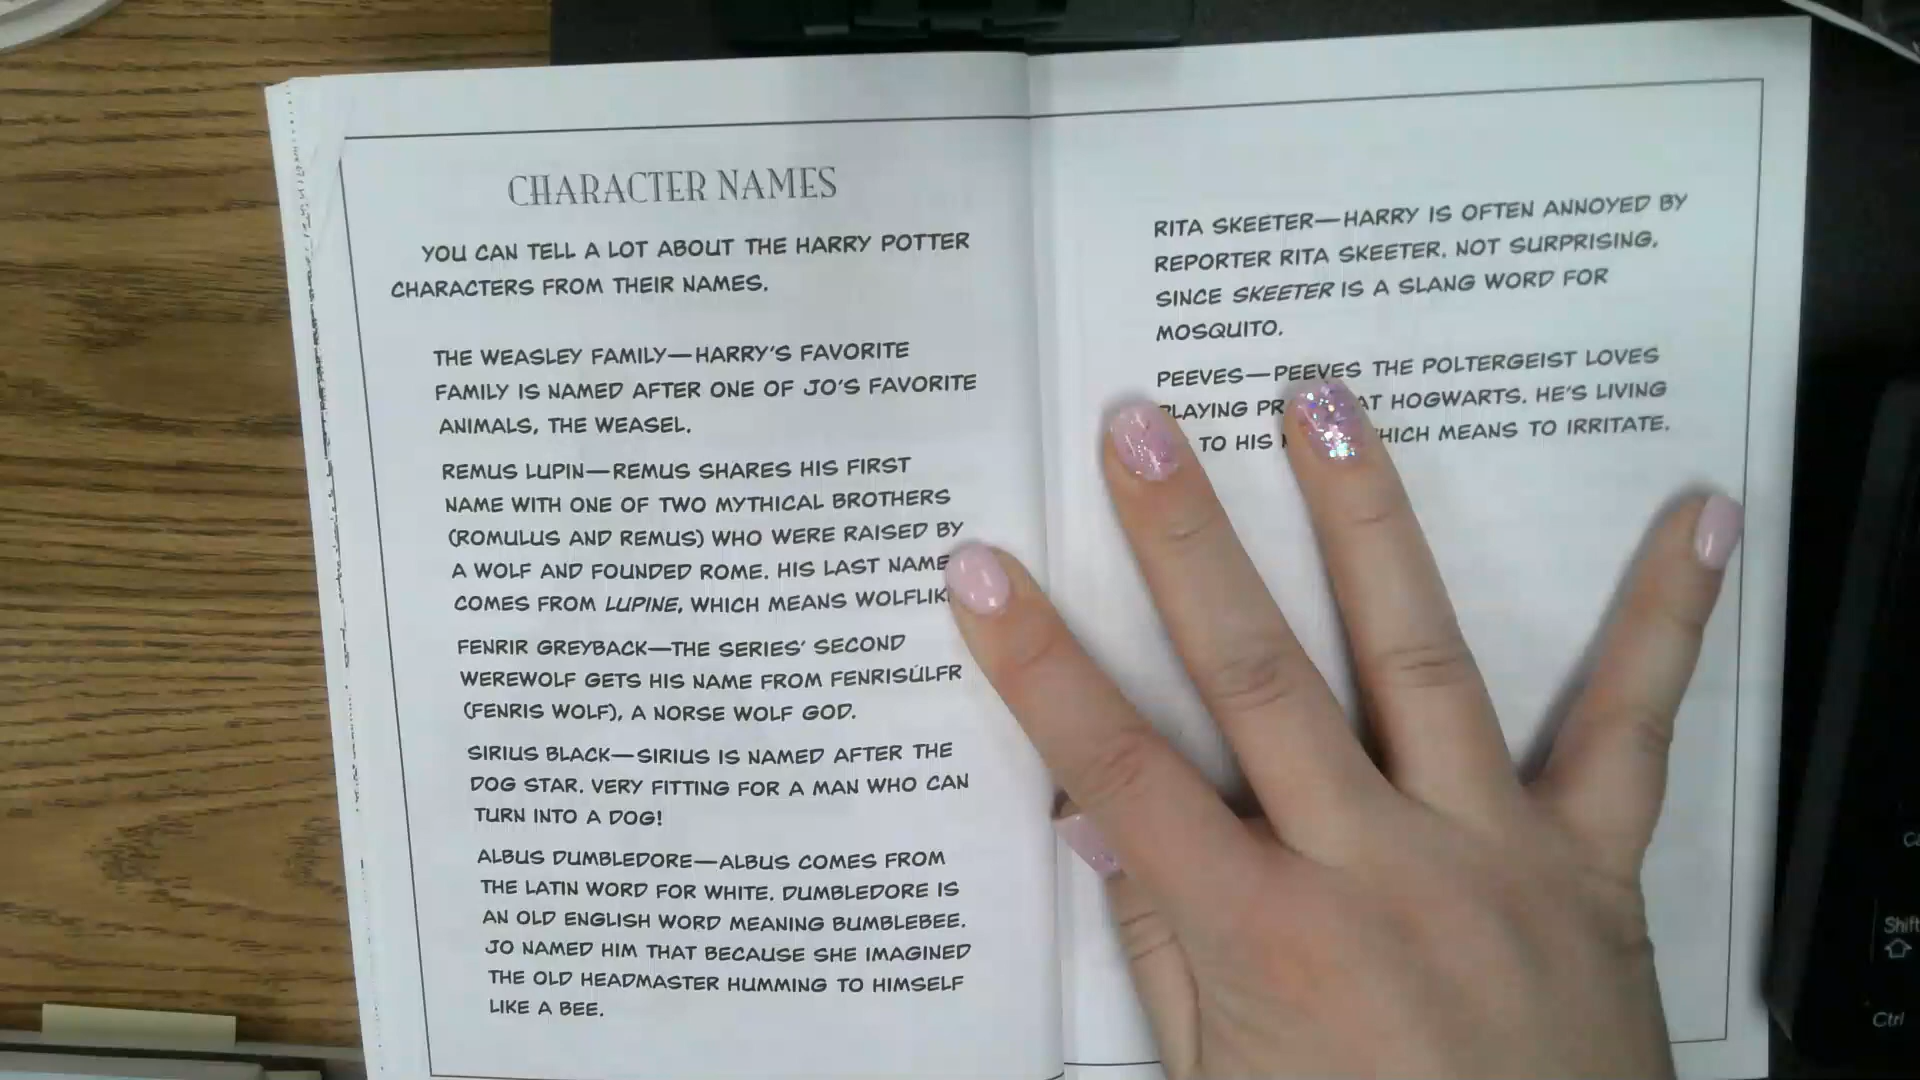 CHARACTER NAMES
YOU CAN TELL A LOT ABOUT THE HARRY POTTER
CHARACTERS FROM THEIR NAMES.
THE WEASLEY FAMILY—HARRY'S FAVORITE
FAMILY IS NAMED AFTER ONE OF JO'S FAVORITE
ANIMALS, THE WEASEL.
REMUS LUPIN—REMUS SHARES HIS FIRST
NAME WITH ONE OF TWO MYTHICAL BROTHERS
(ROMULUS AND REMUS) WHO WERE RAISED BY
A WOLF AND FOUNDED ROME. HIS LAST NAME
COMES FROM LUPINE, WHICH MEANS
FENRIR GREYBACK—THE SERIES' SECOND
WEREWOLF GETS HIS NAME FROM FENRISÚLFR
(FENRIS WOLF), A NORSE WOLF GOD.
SIRIUS BLACK—SIRIUS IS NAMED AFTER THE
DOG STAR. VERY FITTING FOR A MAN WHO CAN
TURN INTO A DOG!
ALBUS DUMBLEDORE—ALBUS COMES FROM
THE LATIN WORD FOR WHITE. DUMBLEDORE IS
AN OLD ENGLISH WORD MEANING BUMBLEBEE.
JO NAMED HIM THAT BECAUSE SHE IMAGINED
THE OLD HEADMASTER HUMMING TO HIMSELF
LIKE A BEE.
RITA SKEETER—HARRY IS OFTEN ANNOYED BY
REPORTER RITA SKEETER. NOT SURPRISING,
SINCE SKEETER IS A SLANG WORD FOR
MOSQUITO.
PEEVES—PEEVES THE POLTERGEIST LOVES
PLAYING AT HOGWARTS. HE'S LIVING
TO HIS WHICH MEANS TO IRRITATE.
Shift
Ctrl